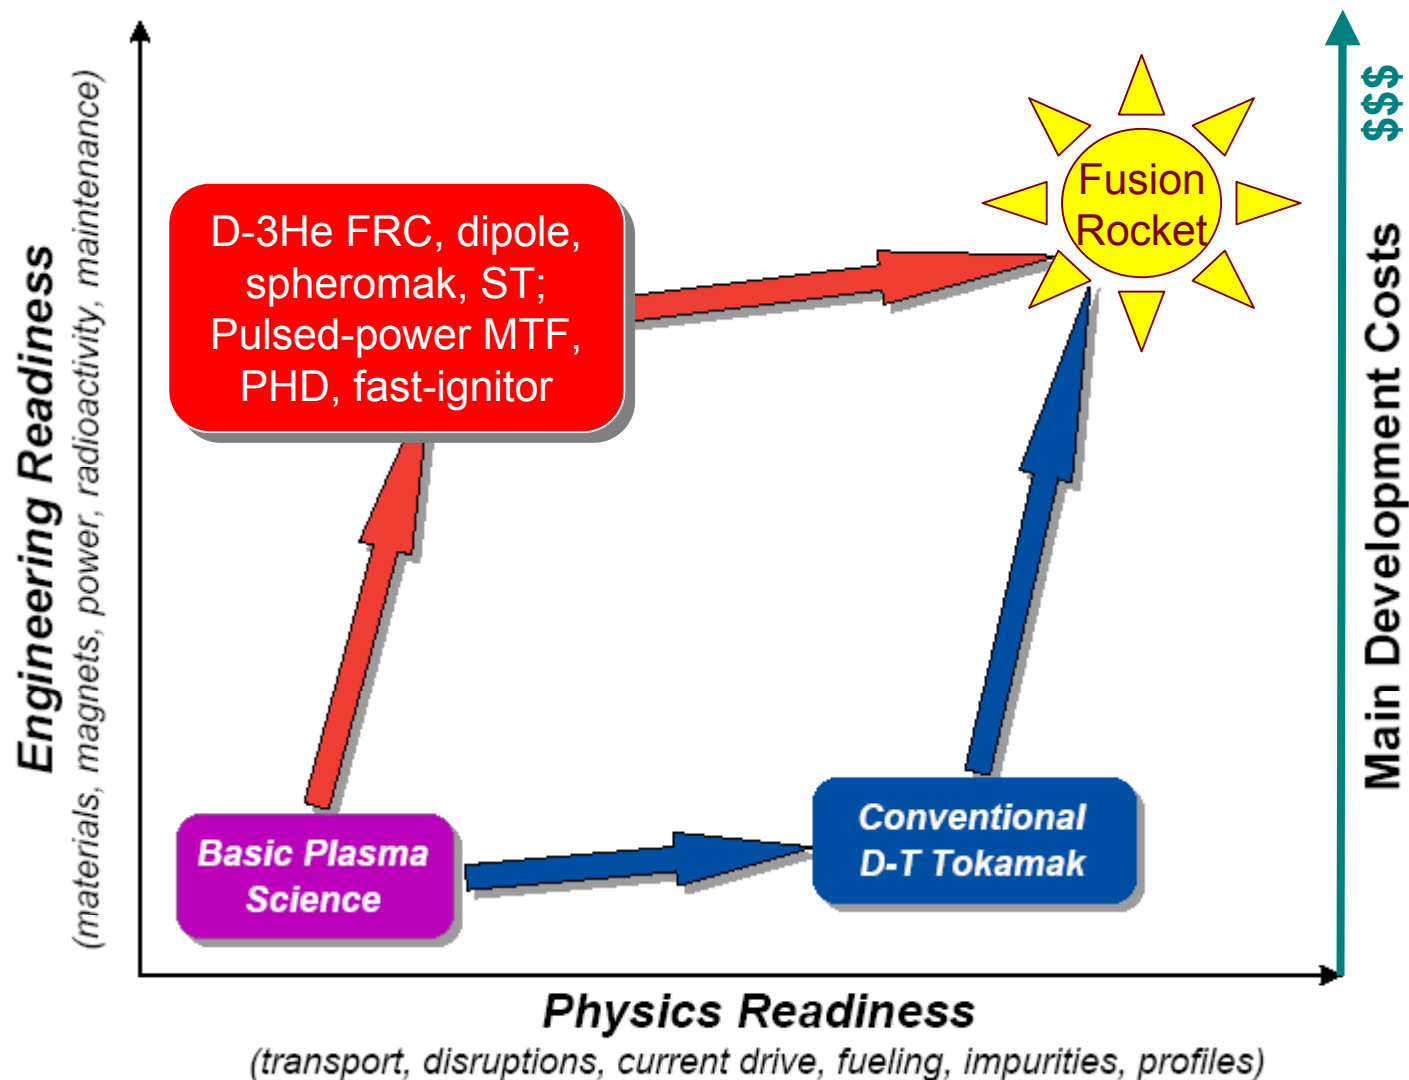 $$$
Main Development Costs
Fusion
Rocket
D-3He FRC, dipole,
spheromak, ST;
Pulsed-power MTF,
PHD, fast-ignitor
Engineering Readiness
(materials, magnets, power, radioactivity, maintenance)
Basic Plasma
Science
Conventional
D-T Tokamak
Physics Readiness
(transport, disruptions, current drive, fueling, impurities, profiles)